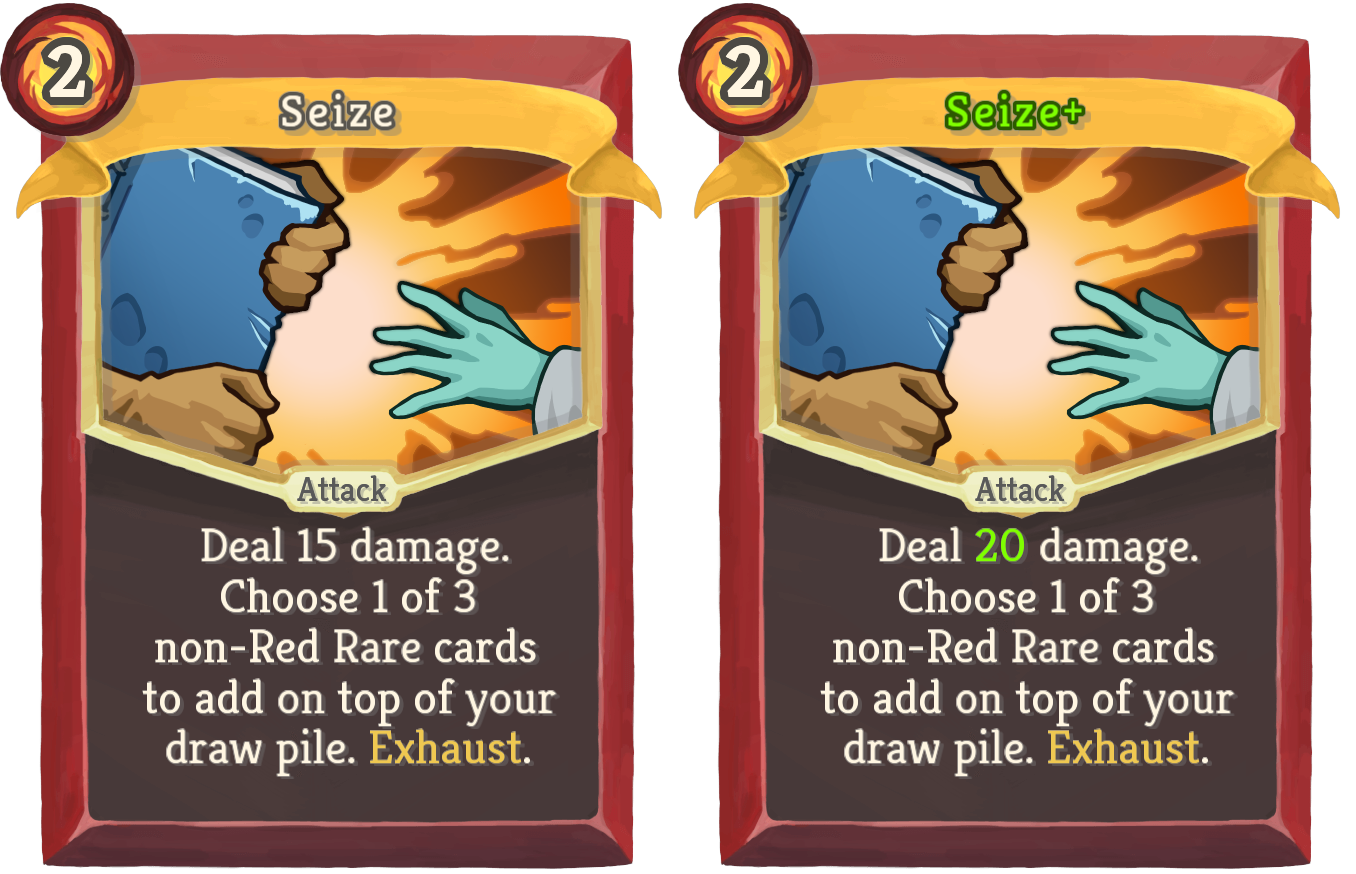 2
Seize
Attack
Deal 15 damage.
Choose 1 of 3
non-Red Rare cards
to add on top of your
draw pile. Exhaust.
2
Seize+
Attack
Deal 20 damage.
Choose 1 of 3
non-Red Rare cards
to add on top of your
draw pile. Exhaust.